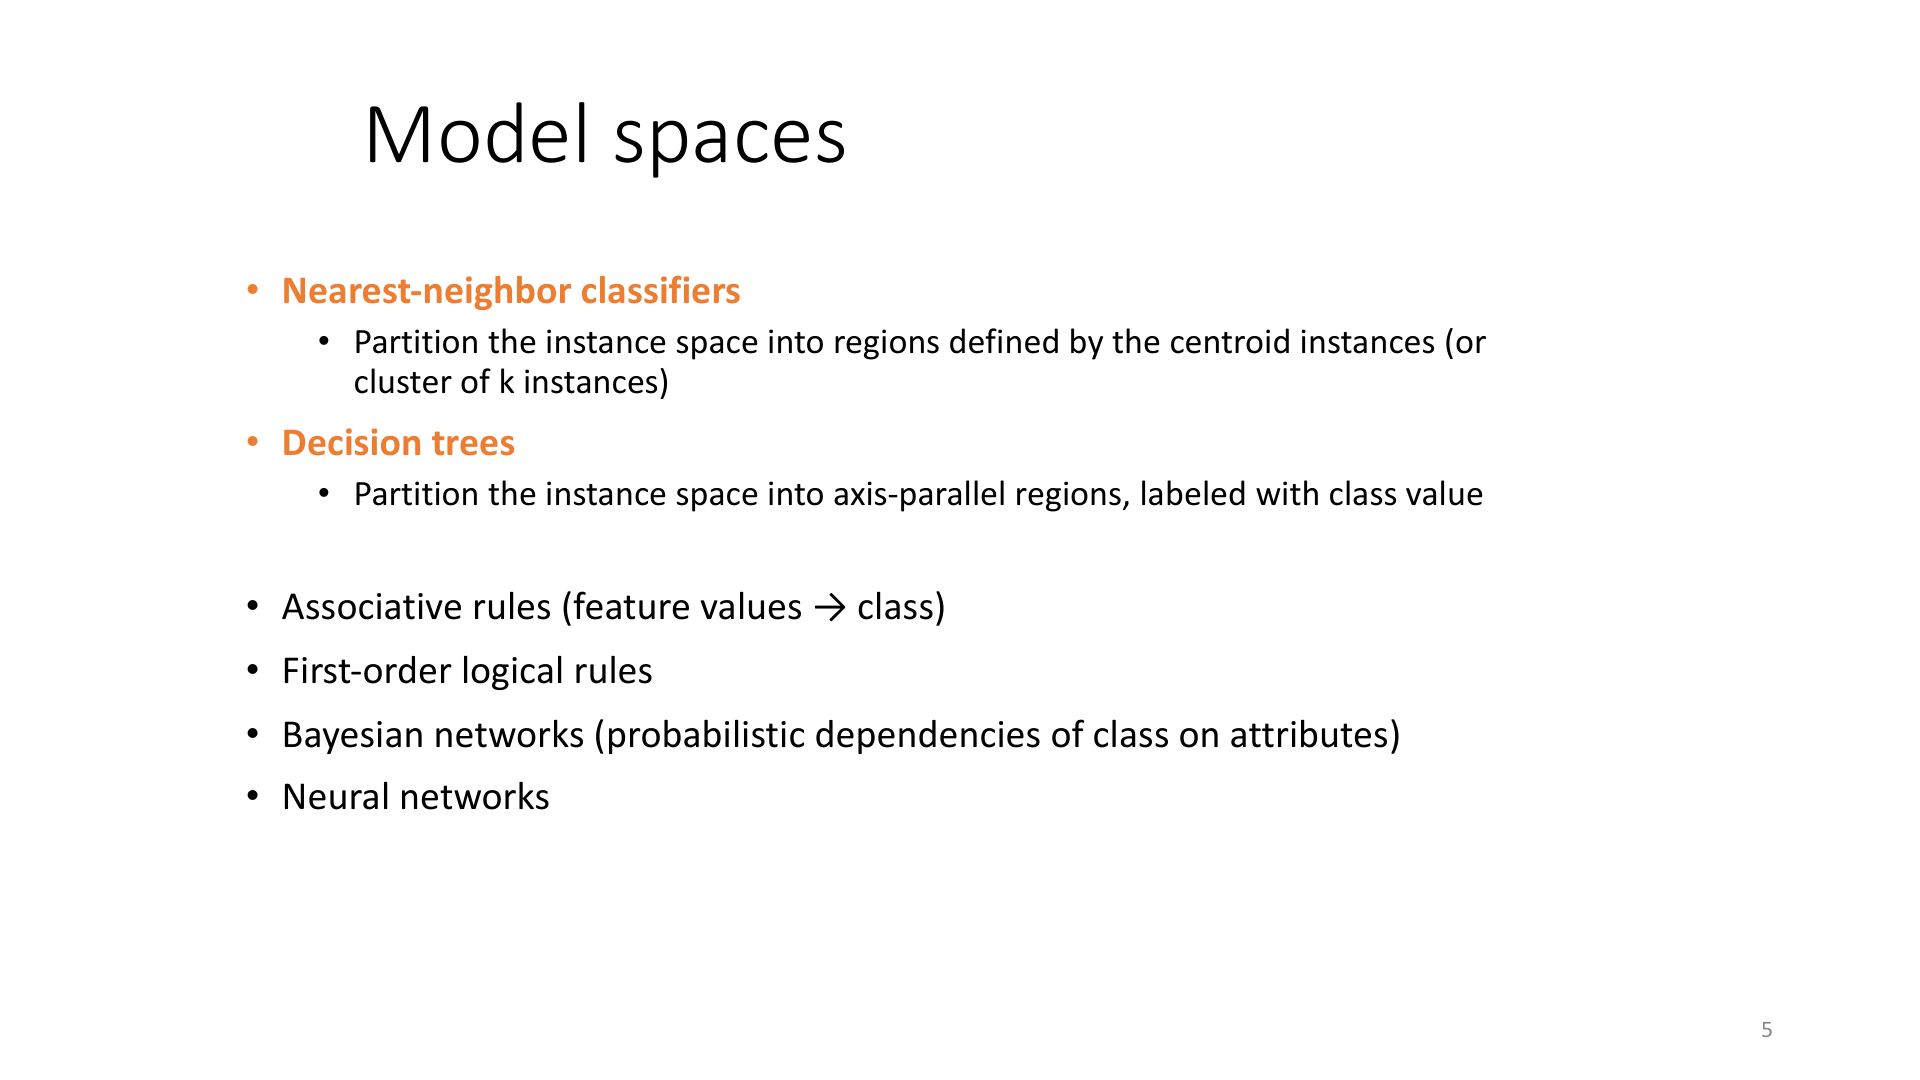 Model spaces
• Nearest-neighbor classifiers
• Partition the instance space into regions defined by the centroid instances (or
cluster of k instances)
• Decision trees
• Partition the instance space into axis-parallel regions, labeled with class value
• Associative rules (feature values → class)
• First-order logical rules
• Bayesian networks (probabilistic dependencies of class on attributes)
• Neural networks
5